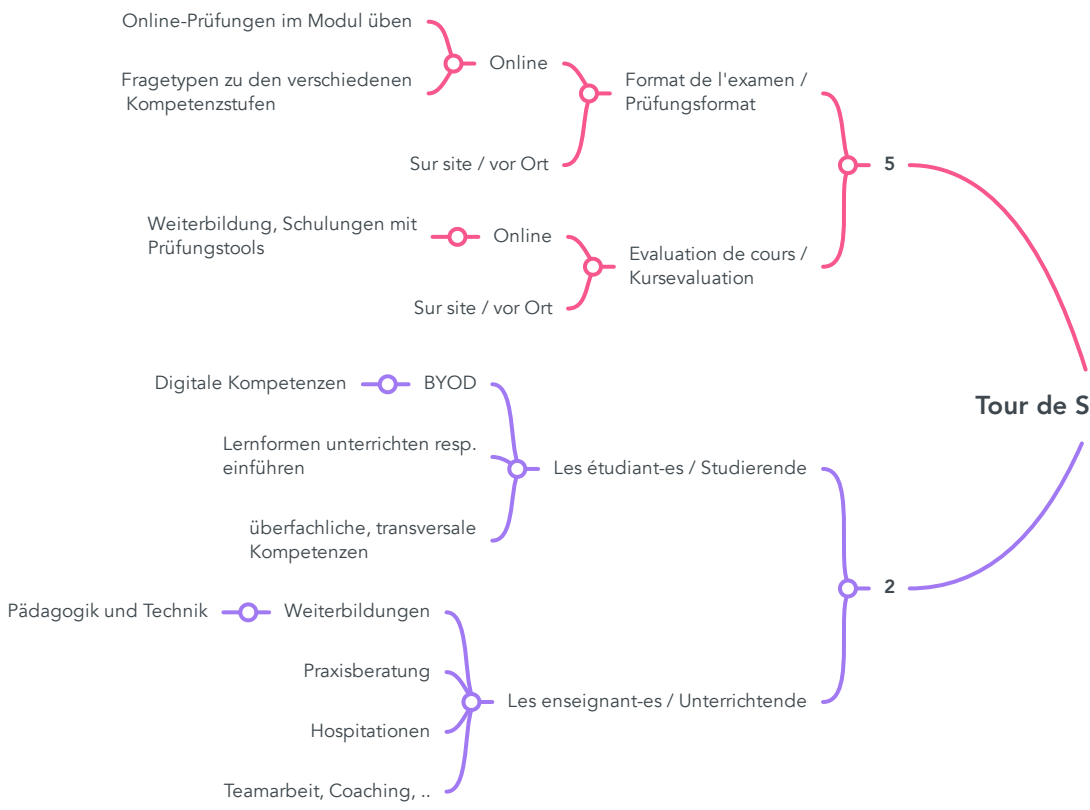 Online-Prüfungen im Modul üben
Online
Fragetypen zu den verschiedenen
Kompetenzstufen
Format de l'examen /
Prüfungsformat
Sur site / vor Ort
5
Weiterbildung, Schulungen mit
Prüfungstools
Online
Evaluation de cours /
Kursevaluation
Sur site / vor Ort
Digitale Kompetenzen
BYOD
Tour de S
Lernformen unterrichten resp.
einführen
Les étudiant-es / Studierende
überfachliche, transversale
Kompetenzen
2
Pädagogik und Technik
Weiterbildungen
Praxisberatung
Les enseignant-es / Unterrichtende
Hospitationen
Teamarbeit, Coaching, ..